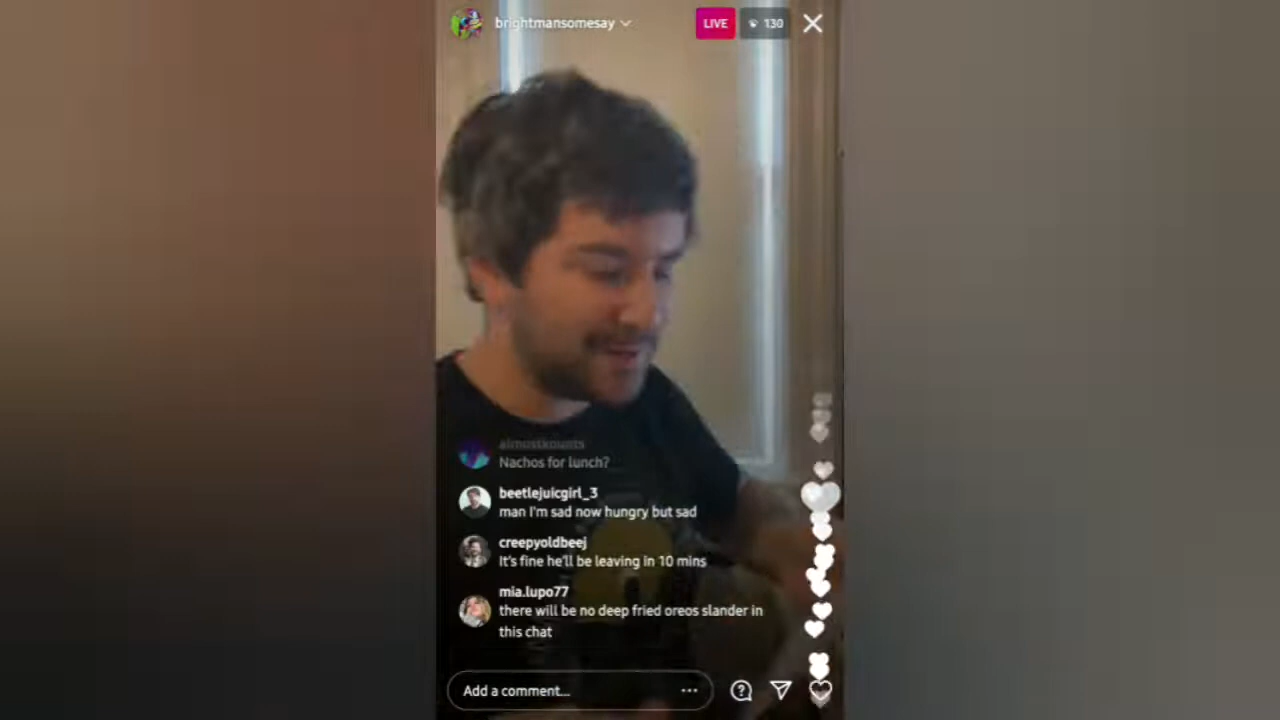 brightmansomesay
LIVE
130
almostkounts
Nachos for lunch?
beetlejuicgirl_3
man I'm sad now hungry but sad
creepyoldbeej
It's fine he'll be leaving in 10 mins
mia.lupo77
there will be no deep fried oreos slander in
this chat
Add a comment...